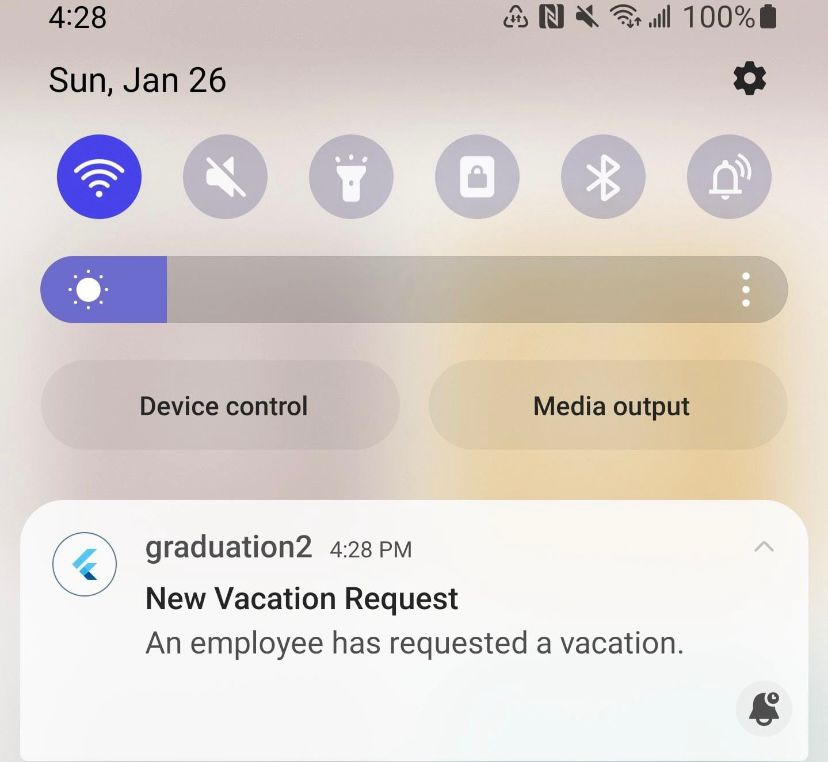 4:28 100%
Sun, Jan 26
Device control Media output
graduation2 4:28 PM
New Vacation Request
An employee has requested a vacation.